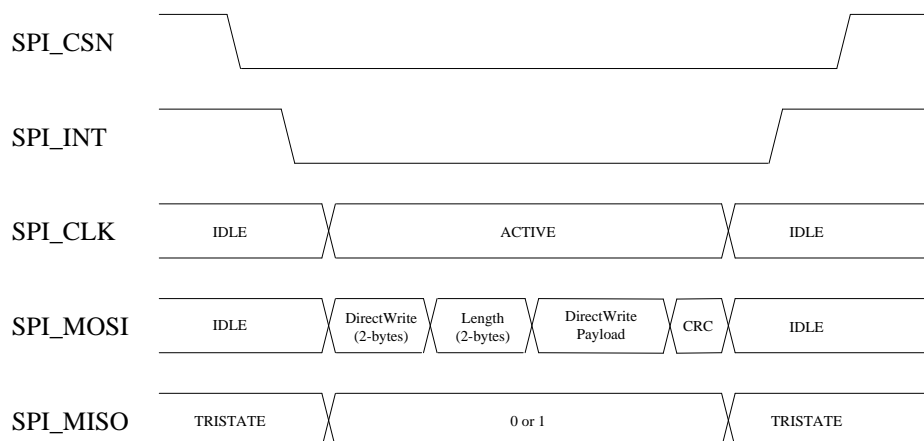 SPI_CSN
SPI_INT
SPI_CLK
IDLE
ACTIVE
IDLE
SPI_MOSI
IDLE
DirectWrite
(2-bytes)
Length
(2-bytes)
DirectWrite
Payload
CRC
IDLE
SPI_MISO
TRISTATE
0 or 1
TRISTATE